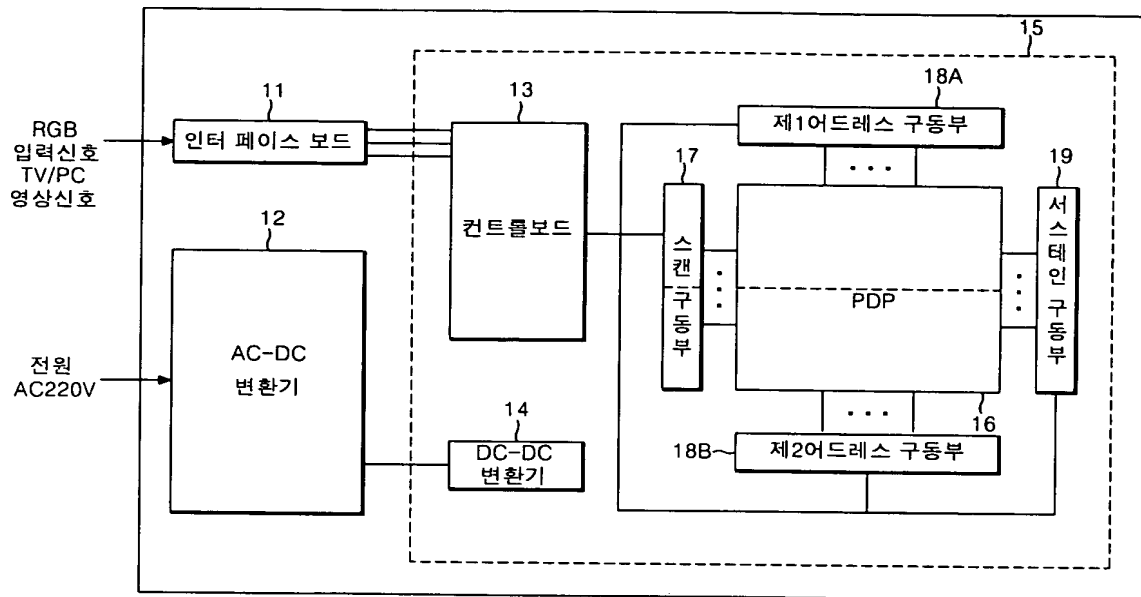 15
18A
11
13
제1어드레스 구동부
RGB
입력신호
TV/PC
영상신호
인터 페이스 보드
17
19
12
컨트롤보드
스캔 구동부
서스테인 구동부
PDP
전원
AC220V
AC-DC
변환기
14
16
DC-DC
변환기
18B
제2어드레스 구동부